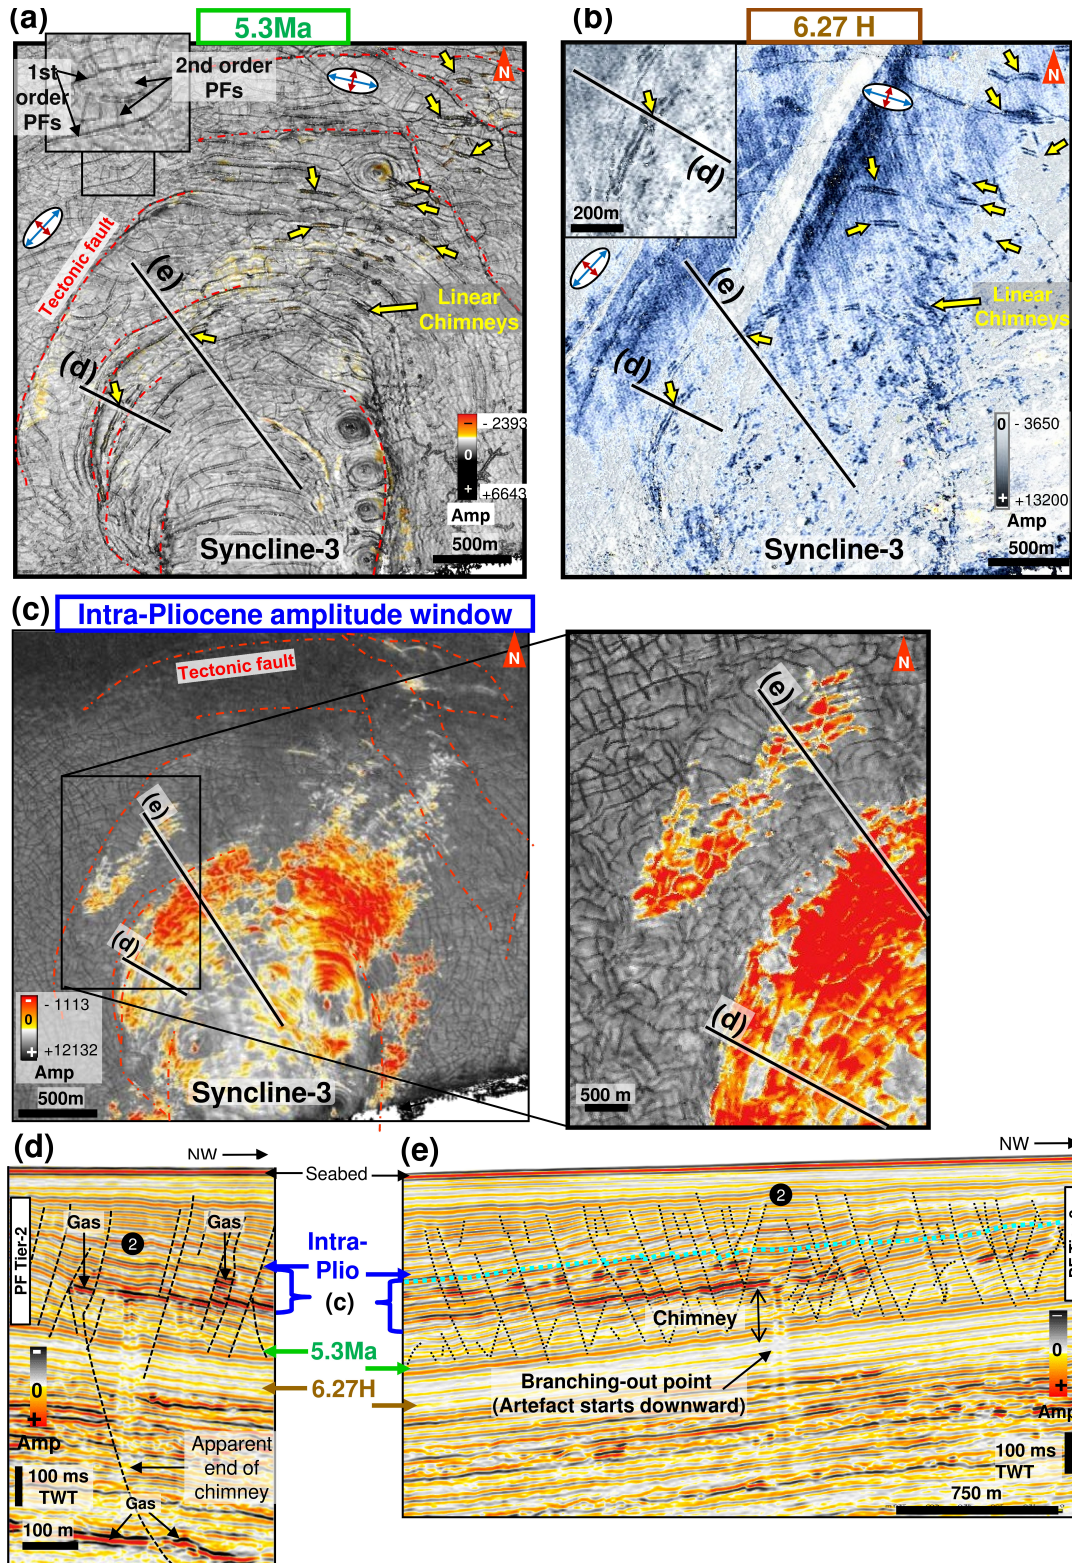 (a)
5.3Ma
1st
order
PFs
2nd order
PFs
N
Tectonic fault
(e)
(d)
Linear
Chimneys
- 2393
0
+6643
Amp
500m
Syncline-3
(b)
6.27 H
N
(d)
200m
(e)
(d)
Linear
Chimneys
0
- 3650
+13200
Amp
500m
Syncline-3
(c)
Intra-Pliocene amplitude window
Tectonic fault
N
(e)
(d)
- 1113
0
+12132
Amp
500m
Syncline-3
N
(e)
(d)
500 m
(d)
NW
PF Tier-2
Gas
2
Gas
0
Amp
100 ms
TWT
100 m
Apparent
end of
chimney
Gas
Seabed
Intra-
Plio
(c)
5.3Ma
6.27H
(e)
NW
2
Chimney
Branching-out point
(Artefact starts downward)
0
Amp
100 ms
TWT
750 m